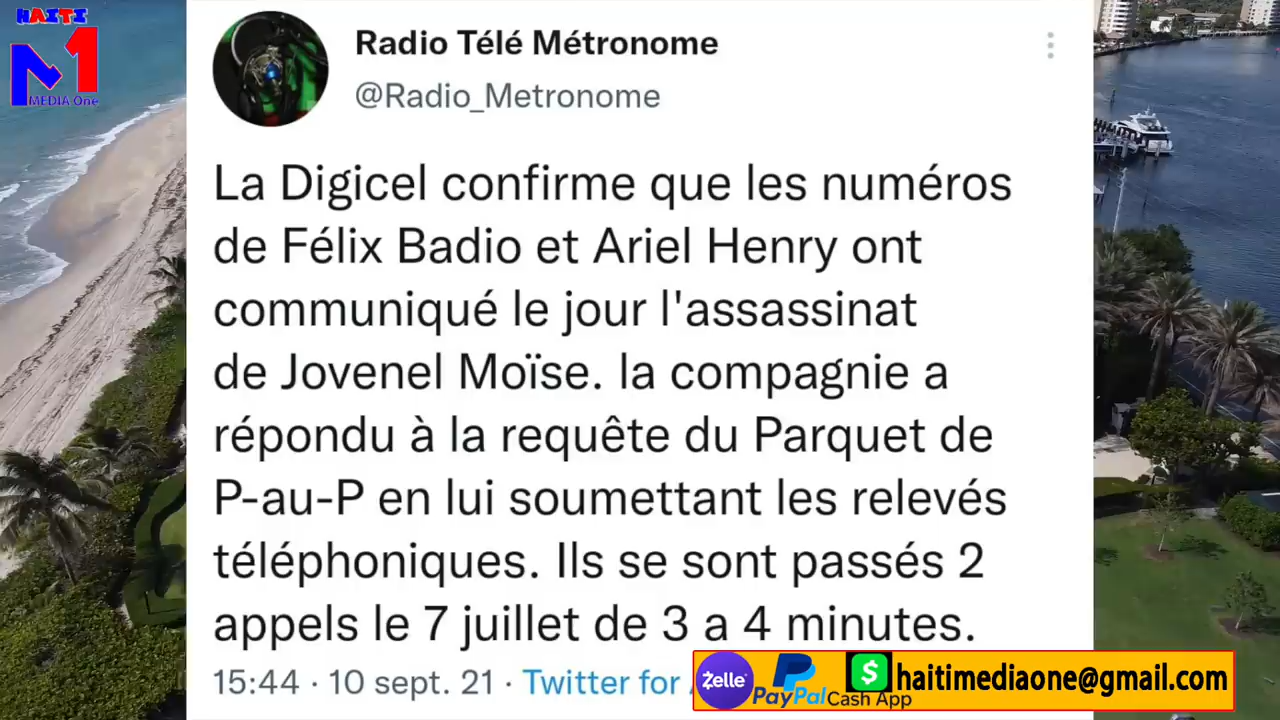 HAITI
M1
MEDIA One
Radio Télé Métronome
@Radio_Metronome
La Digicel confirme que les numéros
de Félix Badio et Ariel Henry ont
communiqué le jour l'assassinat
de Jovenel Moïse. la compagnie a
répondu à la requête du Parquet de
P-au-P en lui soumettant les relevés
téléphoniques. Ils se sont passés 2
appels le 7 juillet de 3 a 4 minutes.
15:44 · 10 sept. 21 · Twitter for
Zelle PayPal $ Cash App haitimediaone@gmail.com